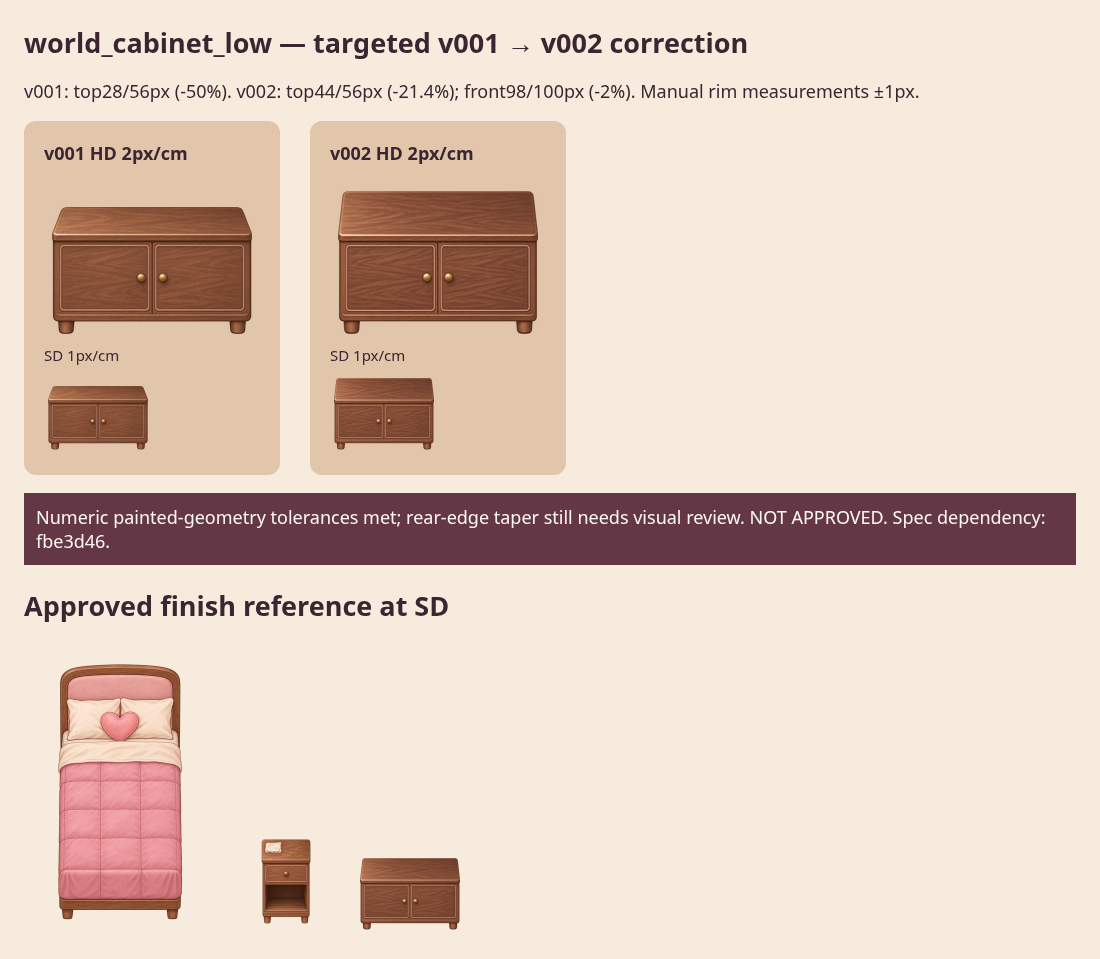 world_cabinet_low — targeted v001 → v002 correction
v001: top28/56px (-50%). v002: top44/56px (-21.4%); front98/100px (-2%). Manual rim measurements ±1px.
v001 HD 2px/cm
v002 HD 2px/cm
SD 1px/cm
SD 1px/cm
Numeric painted-geometry tolerances met; rear-edge taper still needs visual review. NOT APPROVED. Spec dependency:
fbe3d46.
Approved finish reference at SD